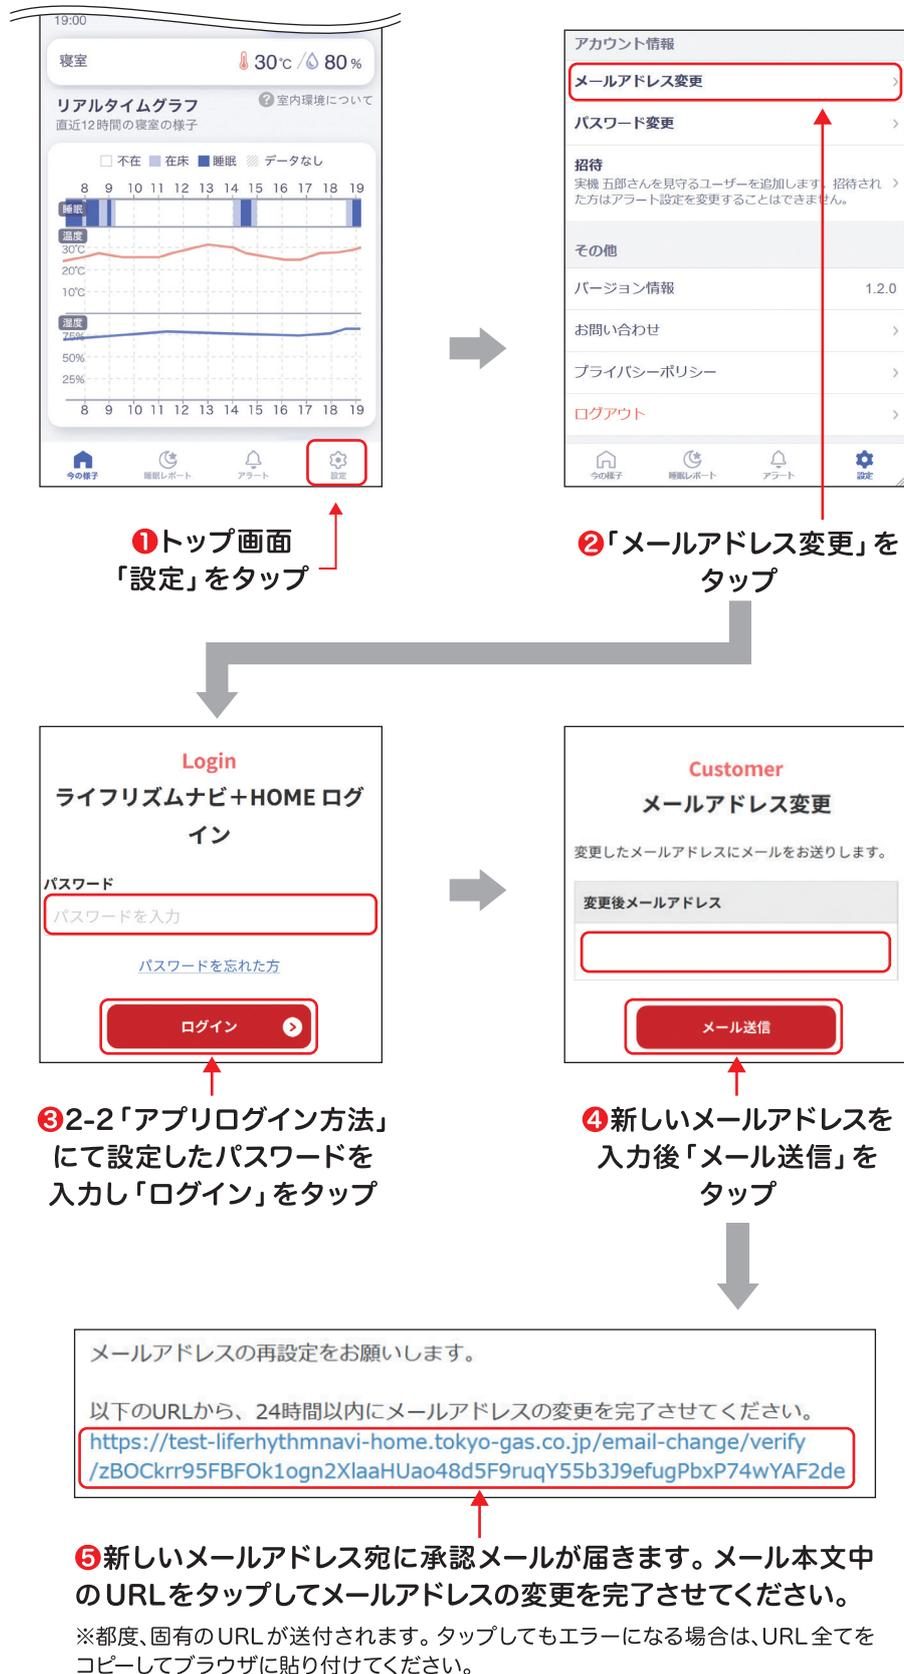 19:00
寝室 30℃ / 80%
リアルタイムグラフ ?室内環境について
直近12時間の寝室の様子
不在 在床 睡眠 データなし
8 9 10 11 12 13 14 15 16 17 18 19
睡眠
温度
30℃
20℃
10℃
湿度
75%
50%
25%
8 9 10 11 12 13 14 15 16 17 18 19
今の様子 睡眠レポート アラート 設定
❶トップ画面
「設定」をタップ
アカウント情報
メールアドレス変更
パスワード変更
招待
実機 五郎さんを見守るユーザーを追加します。招待され
た方はアラート設定を変更することはできません。
その他
バージョン情報 1.2.0
お問い合わせ
プライバシーポリシー
ログアウト
今の様子 睡眠レポート アラート 設定
❷「メールアドレス変更」を
タップ
Login
ライフリズムナビ+HOME ログ
イン
パスワード
パスワードを入力
パスワードを忘れた方
ログイン
❸2-2「アプリログイン方法」
にて設定したパスワードを
入力し「ログイン」をタップ
Customer
メールアドレス変更
変更したメールアドレスにメールをお送りします。
変更後メールアドレス
メール送信
❹新しいメールアドレスを
入力後「メール送信」を
タップ
メールアドレスの再設定をお願いします。
以下のURLから、24時間以内にメールアドレスの変更を完了させてください。
https://test-liferhythmnavi-home.tokyo-gas.co.jp/email-change/verify
/zBOCkrr95FBFOk1ogn2XlaaHUao48d5F9ruqY55b3J9efugPbxP74wYAF2de
❺新しいメールアドレス宛に承認メールが届きます。メール本文中
のURLをタップしてメールアドレスの変更を完了させてください。
※都度、固有のURLが送付されます。タップしてもエラーになる場合は、URL全てを
コピーしてブラウザに貼り付けてください。